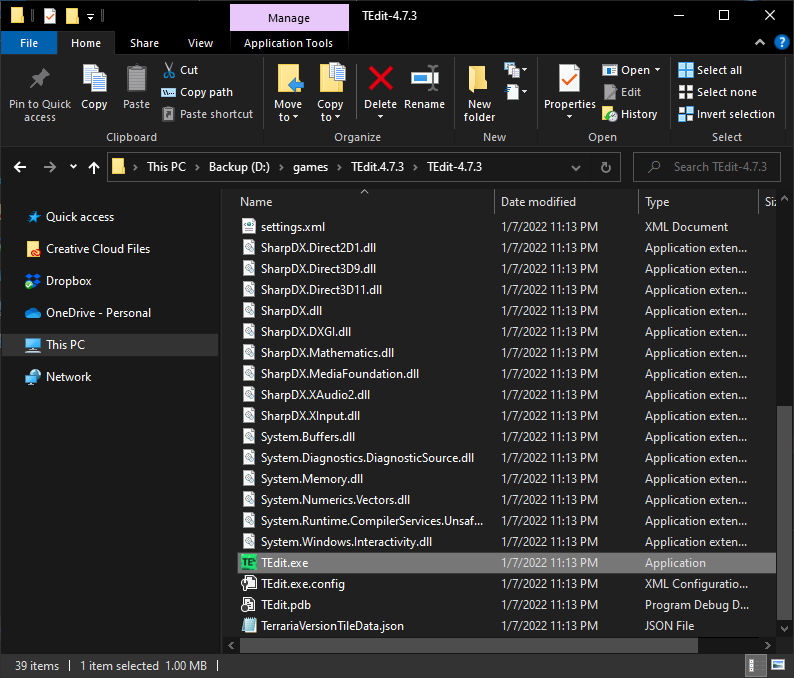 Manage
TEdit-4.7.3
File
Home
Share
View
Application Tools
Pin to Quick access
Copy
Paste
Cut
Copy path
Paste shortcut
Clipboard
Move to
Copy to
Delete
Rename
Organize
New folder
New
Properties
Open
Edit
History
Open
Select all
Select none
Invert selection
Select
This PC > Backup (D:) > games > TEdit.4.7.3 > TEdit-4.7.3
Search TEdit-4.7.3
Quick access
Creative Cloud Files
Dropbox
OneDrive - Personal
This PC
Network
Name Date modified Type Si
settings.xml 1/7/2022 11:13 PM XML Document
SharpDX.Direct2D1.dll 1/7/2022 11:13 PM Application exten...
SharpDX.Direct3D9.dll 1/7/2022 11:13 PM Application exten...
SharpDX.Direct3D11.dll 1/7/2022 11:13 PM Application exten...
SharpDX.dll 1/7/2022 11:13 PM Application exten...
SharpDX.DXGI.dll 1/7/2022 11:13 PM Application exten...
SharpDX.Mathematics.dll 1/7/2022 11:13 PM Application exten...
SharpDX.MediaFoundation.dll 1/7/2022 11:13 PM Application exten...
SharpDX.XAudio2.dll 1/7/2022 11:13 PM Application exten...
SharpDX.XInput.dll 1/7/2022 11:13 PM Application exten...
System.Buffers.dll 1/7/2022 11:13 PM Application exten...
System.Diagnostics.DiagnosticSource.dll 1/7/2022 11:13 PM Application exten...
System.Memory.dll 1/7/2022 11:13 PM Application exten...
System.Numerics.Vectors.dll 1/7/2022 11:13 PM Application exten...
System.Runtime.CompilerServices.Unsaf... 1/7/2022 11:13 PM Application exten...
System.Windows.Interactivity.dll 1/7/2022 11:13 PM Application exten...
TEdit.exe 1/7/2022 11:13 PM Application
TEdit.exe.config 1/7/2022 11:13 PM XML Configuratio...
TEdit.pdb 1/7/2022 11:13 PM Program Debug D...
TerrariaVersionTileData.json 1/7/2022 11:13 PM JSON File
39 items 1 item selected 1.00 MB